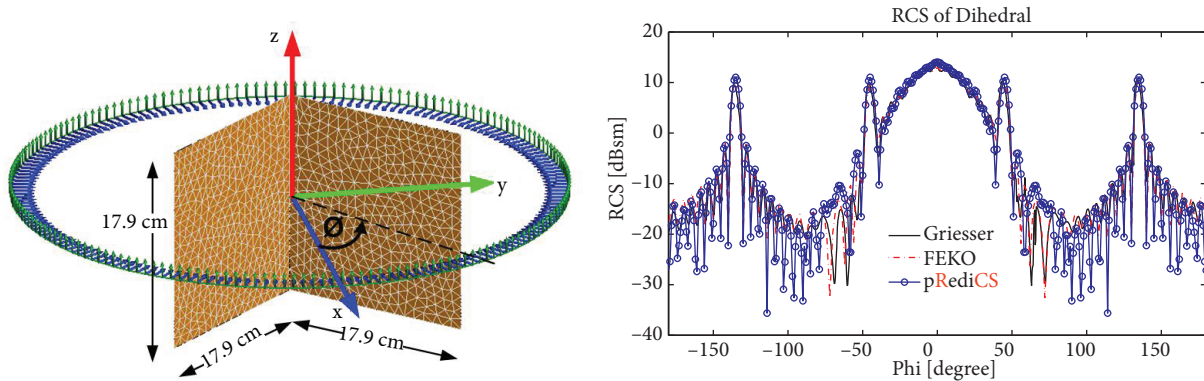 z
y
x
Ø
17.9 cm
17.9 cm
17.9 cm
RCS of Dihedral
RCS [dBsm]
20
10
0
−10
−20
−30
−40
Griesser
FEKO
pRediCS
−150 −100 −50 0 50 100 150
Phi [degree]